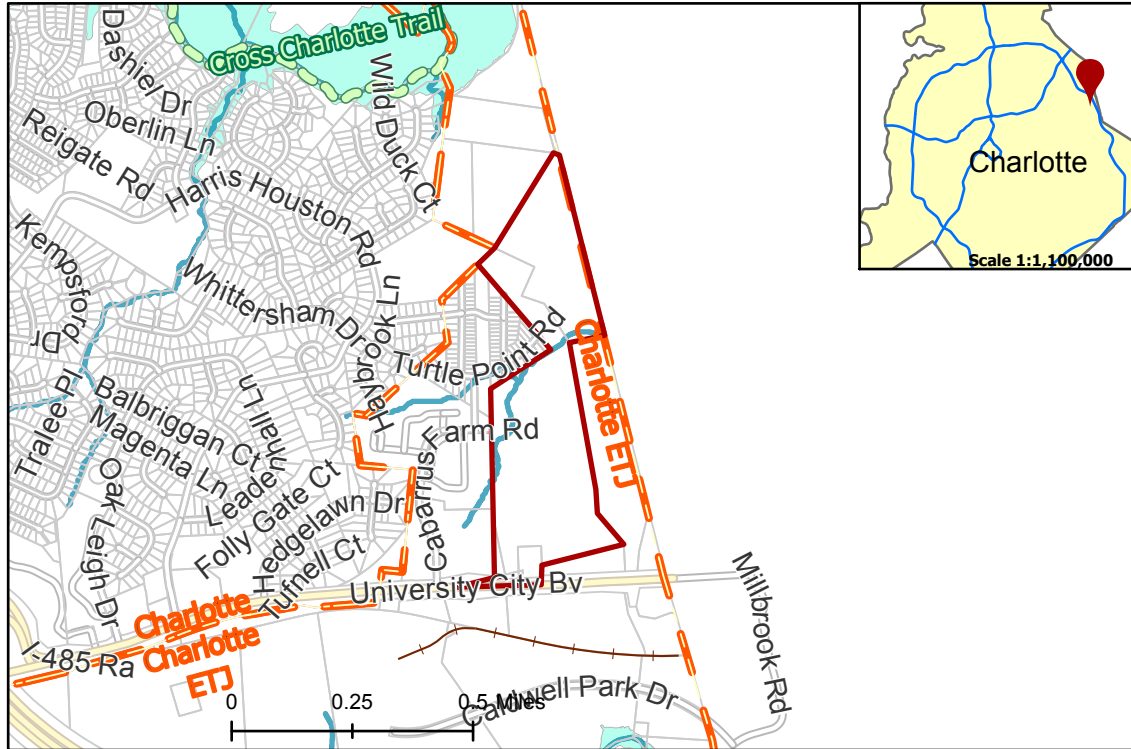 Cross Charlotte Trail
Dashiel Dr
Wild Duck Ct
Oberlin Ln
Reigate Rd
Harris Houston Rd
Kempsford Dr
Whittersham Dr
Haybrook Ln
Turtle Point Rd
Charlotte ETJ
Tralee Pl
Balbriggan Ct
Magenta Ln
uhall Ln
Leade
Farm Rd
Cabarrus
Oak Leigh Dr
Folly Gate Ct
Hedgelawn Dr
Tufnell Ct
University City Bv
Millbrook Rd
Charlotte
Charlotte
ETJ
I-485 Ra
Caldwell Park Dr
0 0.25 0.5 Miles
Charlotte
Scale 1:1,100,000